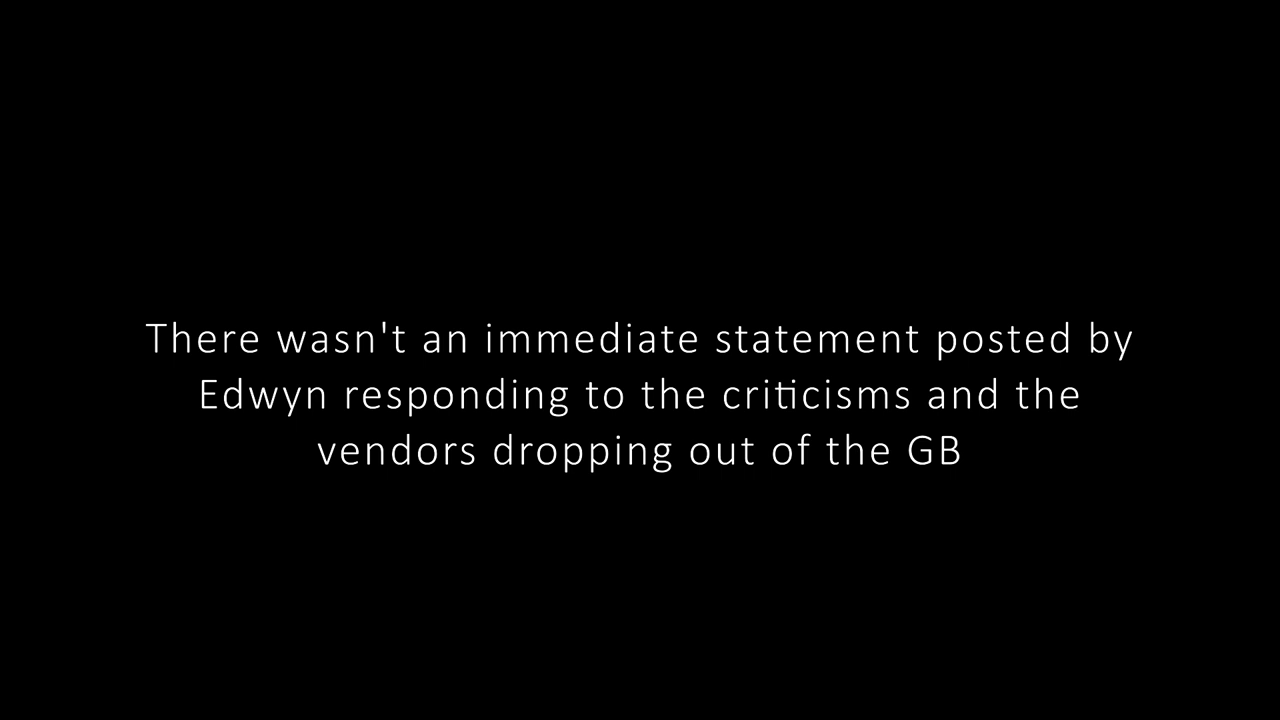 There wasn't an immediate statement posted by
Edwyn responding to the criticisms and the
vendors dropping out of the GB